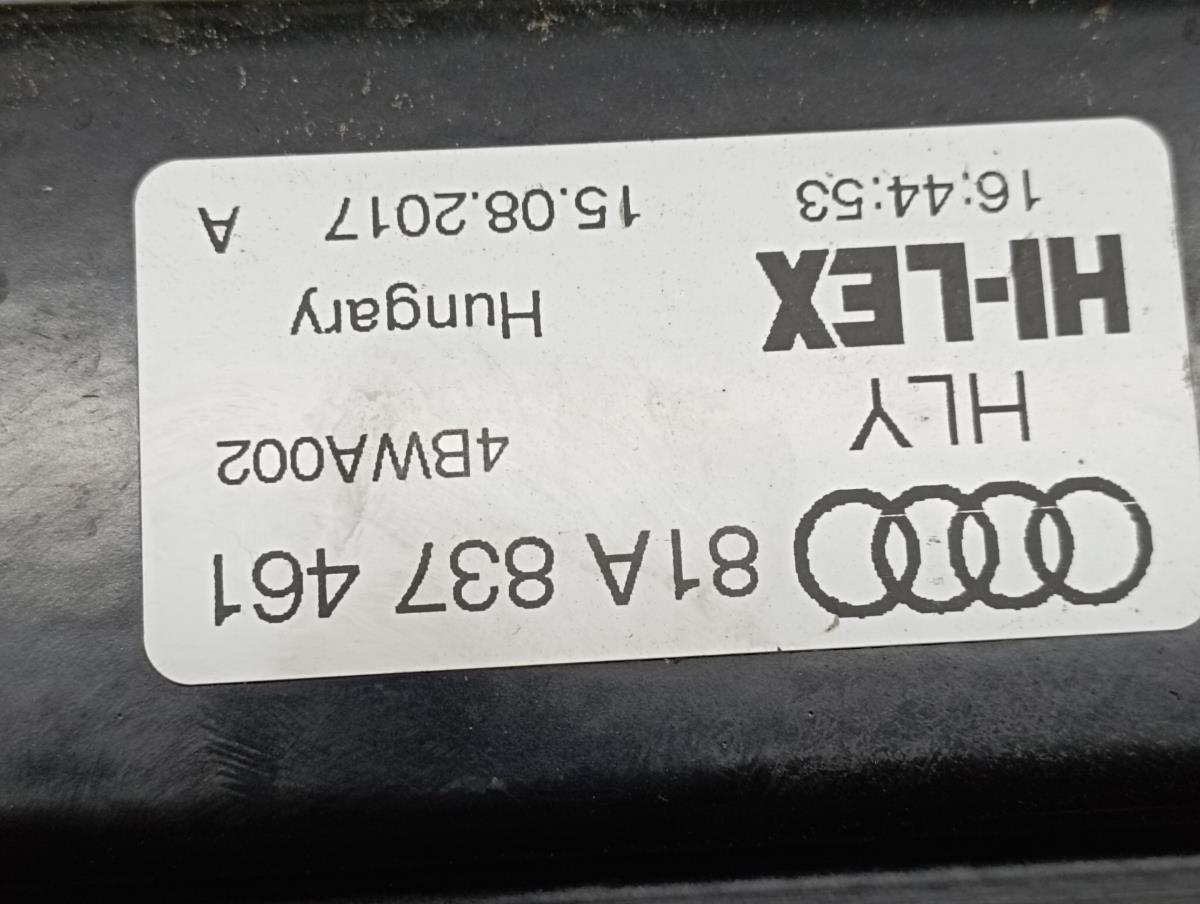 81A 837 461
HLY 4BWA002
HI-LEX Hungary
16:44:53 15.08.2017 A